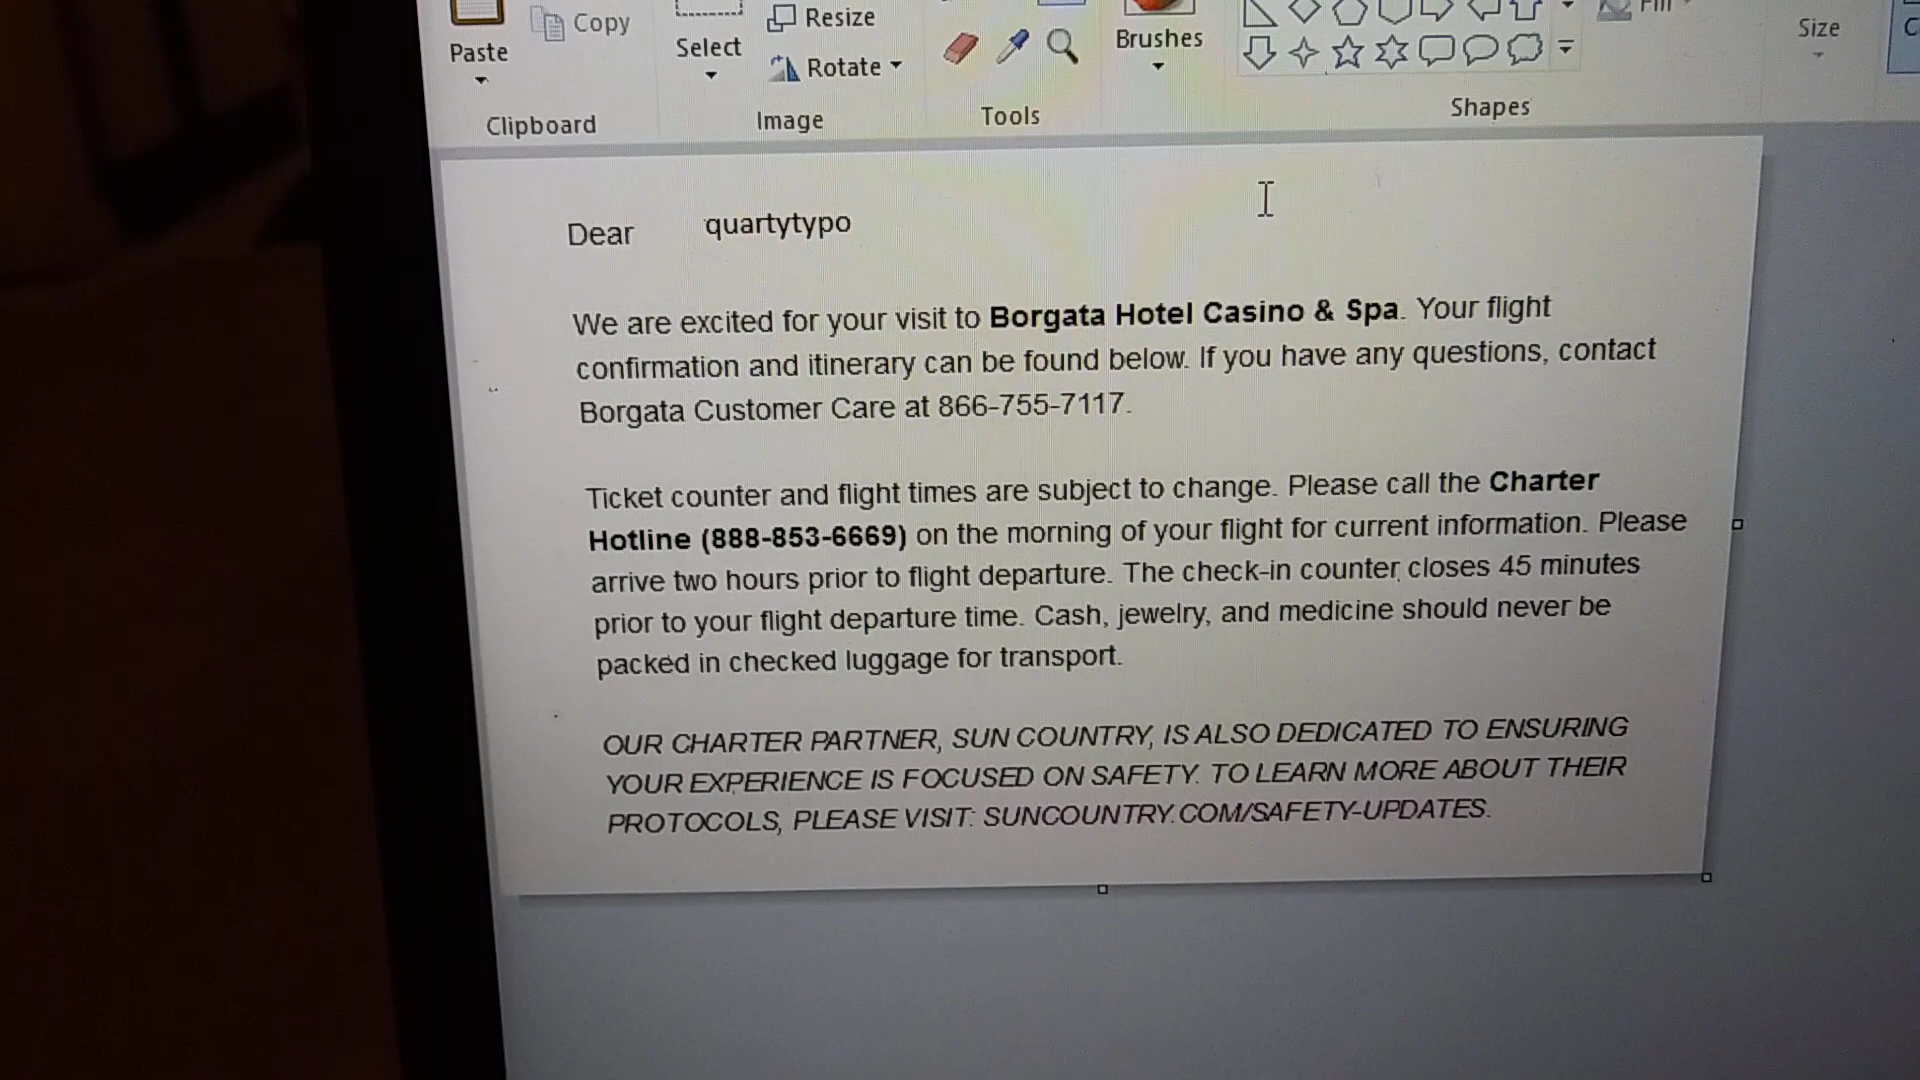 Paste
Copy
Select
Resize
Rotate
Brushes
Size
Clipboard
Image
Tools
Shapes
Dear quartytypo
We are excited for your visit to Borgata Hotel Casino & Spa. Your flight
confirmation and itinerary can be found below. If you have any questions, contact
Borgata Customer Care at 866-755-7117.
Ticket counter and flight times are subject to change. Please call the Charter
Hotline (888-853-6669) on the morning of your flight for current information. Please
arrive two hours prior to flight departure. The check-in counter closes 45 minutes
prior to your flight departure time. Cash, jewelry, and medicine should never be
packed in checked luggage for transport.
OUR CHARTER PARTNER, SUN COUNTRY, IS ALSO DEDICATED TO ENSURING
YOUR EXPERIENCE IS FOCUSED ON SAFETY. TO LEARN MORE ABOUT THEIR
PROTOCOLS, PLEASE VISIT: SUNCOUNTRY.COM/SAFETY-UPDATES.